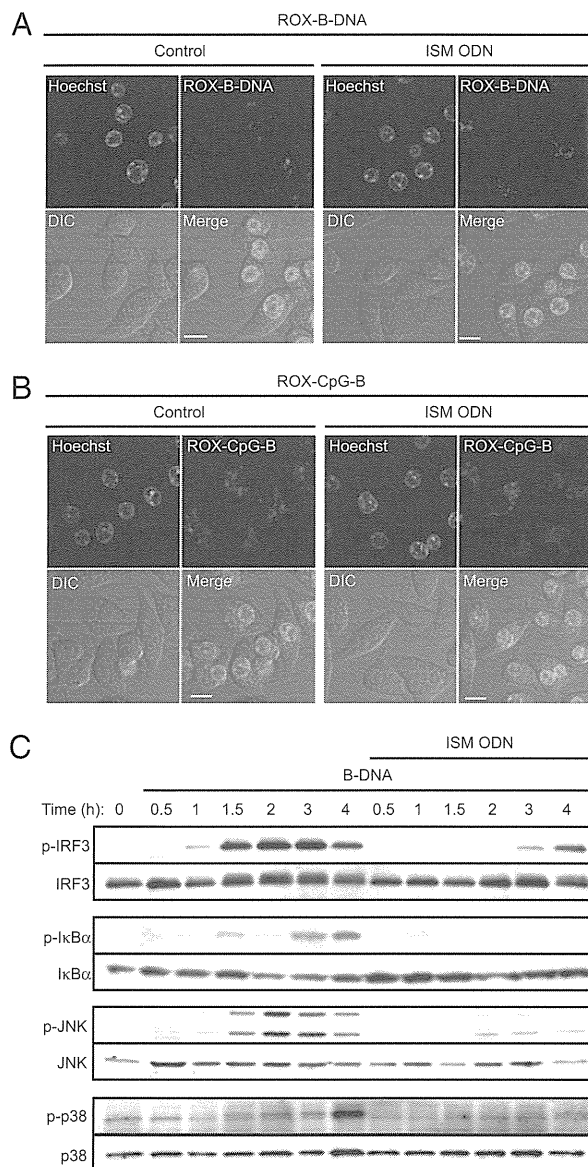 A
ROX-B-DNA
Control ISM ODN
Hoechst ROX-B-DNA Hoechst ROX-B-DNA
DIC Merge DIC Merge
B
ROX-CpG-B
Control ISM ODN
Hoechst ROX-CpG-B Hoechst ROX-CpG-B
DIC Merge DIC Merge
C
ISM ODN
B-DNA
Time (h): 0 0.5 1 1.5 2 3 4 0.5 1 1.5 2 3 4
p-IRF3
IRF3
p-IκBα
IκBα
p-JNK
JNK
p-p38
p38